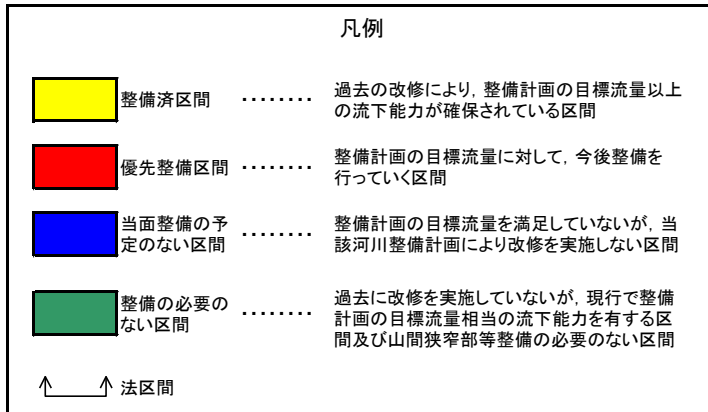 凡例
整備済区間 ‥‥‥‥ 過去の改修により，整備計画の目標流量以上
の流下能力が確保されている区間
優先整備区間 ‥‥‥‥ 整備計画の目標流量に対して，今後整備を
行っていく区間
当面整備の予
定のない区間 ‥‥‥‥ 整備計画の目標流量を満足していないが，当
該河川整備計画により改修を実施しない区間
整備の必要の
ない区間 ‥‥‥‥ 過去に改修を実施していないが，現行で整備
計画の目標流量相当の流下能力を有する区
間及び山間狭窄部等整備の必要のない区間
法区間